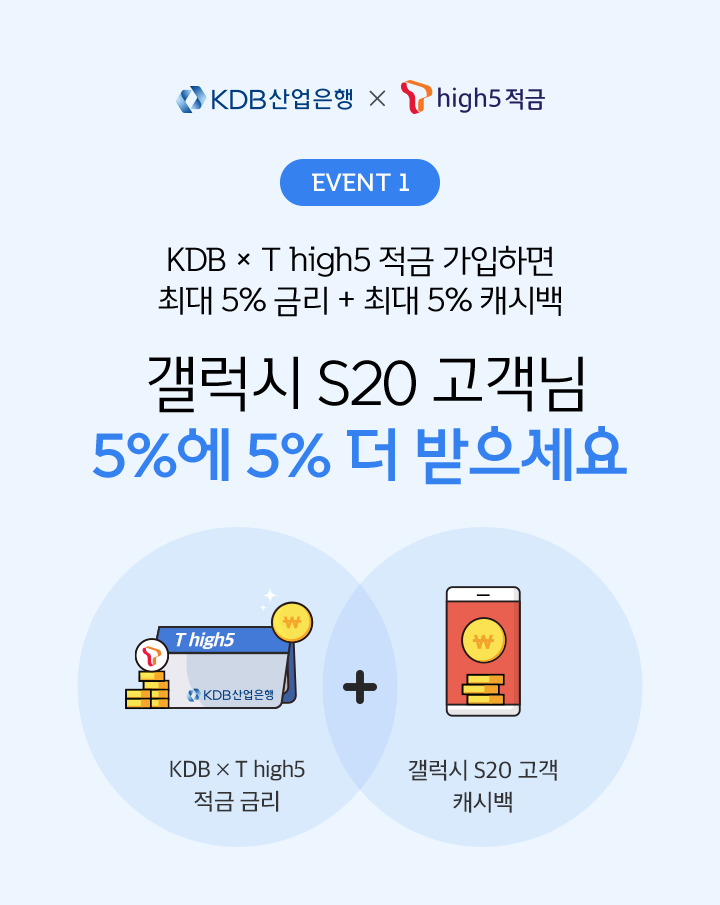 KDB산업은행 × T high5 적금
EVENT 1
KDB × T high5 적금 가입하면
최대 5% 금리 + 최대 5% 캐시백
갤럭시 S20 고객님
5%에 5% 더 받으세요
T high5
KDB산업은행
KDB × T high5
적금 금리
+
갤럭시 S20 고객
캐시백